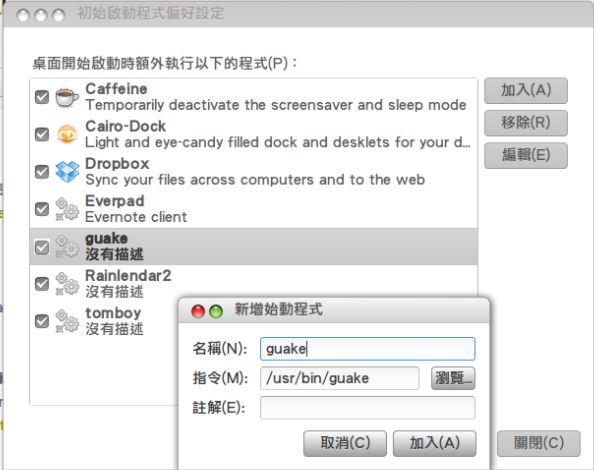 初始啟動程式偏好設定
桌面開始啟動時額外執行以下的程式(P)：
Caffeine
Temporarily deactivate the screensaver and sleep mode
Cairo-Dock
Light and eye-candy filled dock and desklets for your d...
Dropbox
Sync your files across computers and to the web
Everpad
Evernote client
guake
沒有描述
Rainlendar2
沒有描述
tomboy
沒有描述
加入(A)
移除(R)
編輯(E)
新增始動程式
名稱(N):
guake
指令(M):
/usr/bin/guake
瀏覽...
註解(E):
取消(C)
加入(A)
關閉(C)